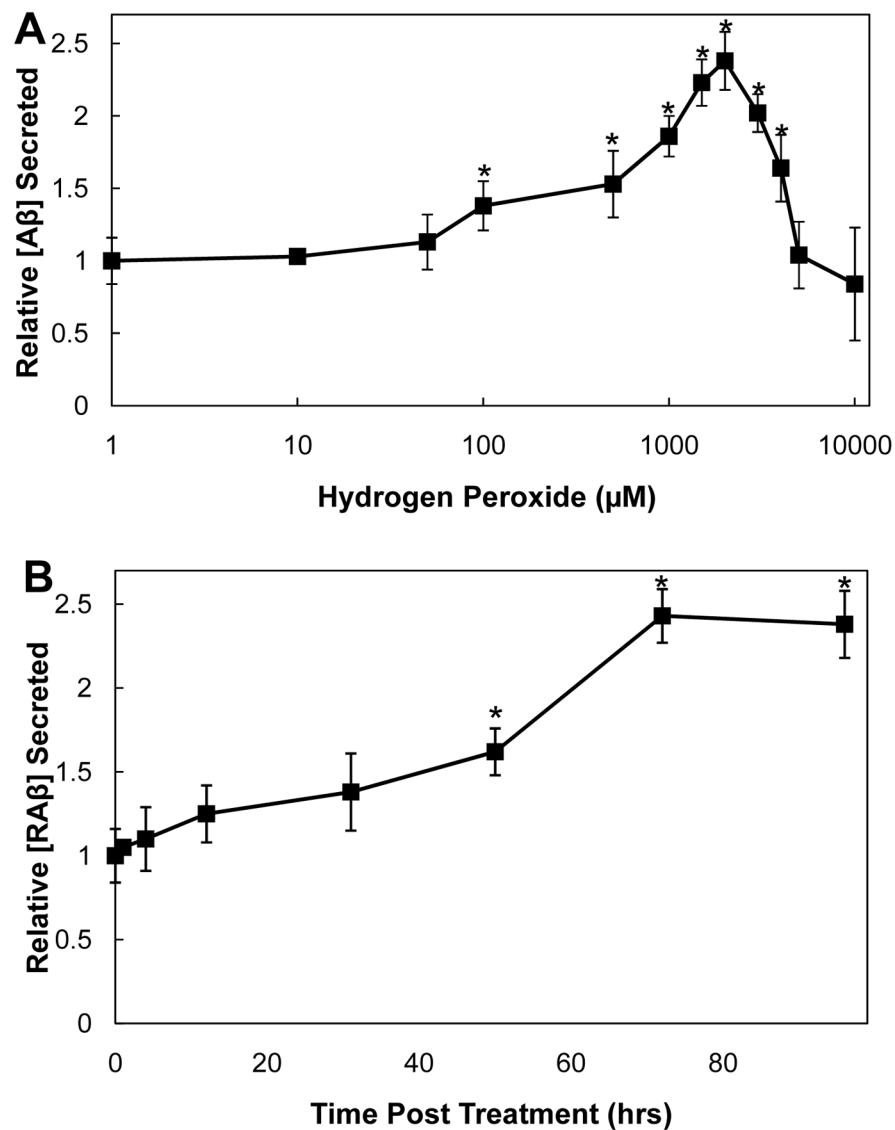 A
Relative [Aβ] Secreted
2.5
2
1.5
1
0.5
0
* * * * * * *
1 10 100 1000 10000
Hydrogen Peroxide (µM)
B
Relative [RAβ] Secreted
2.5
2
1.5
1
0.5
0
* * *
0 20 40 60 80
Time Post Treatment (hrs)